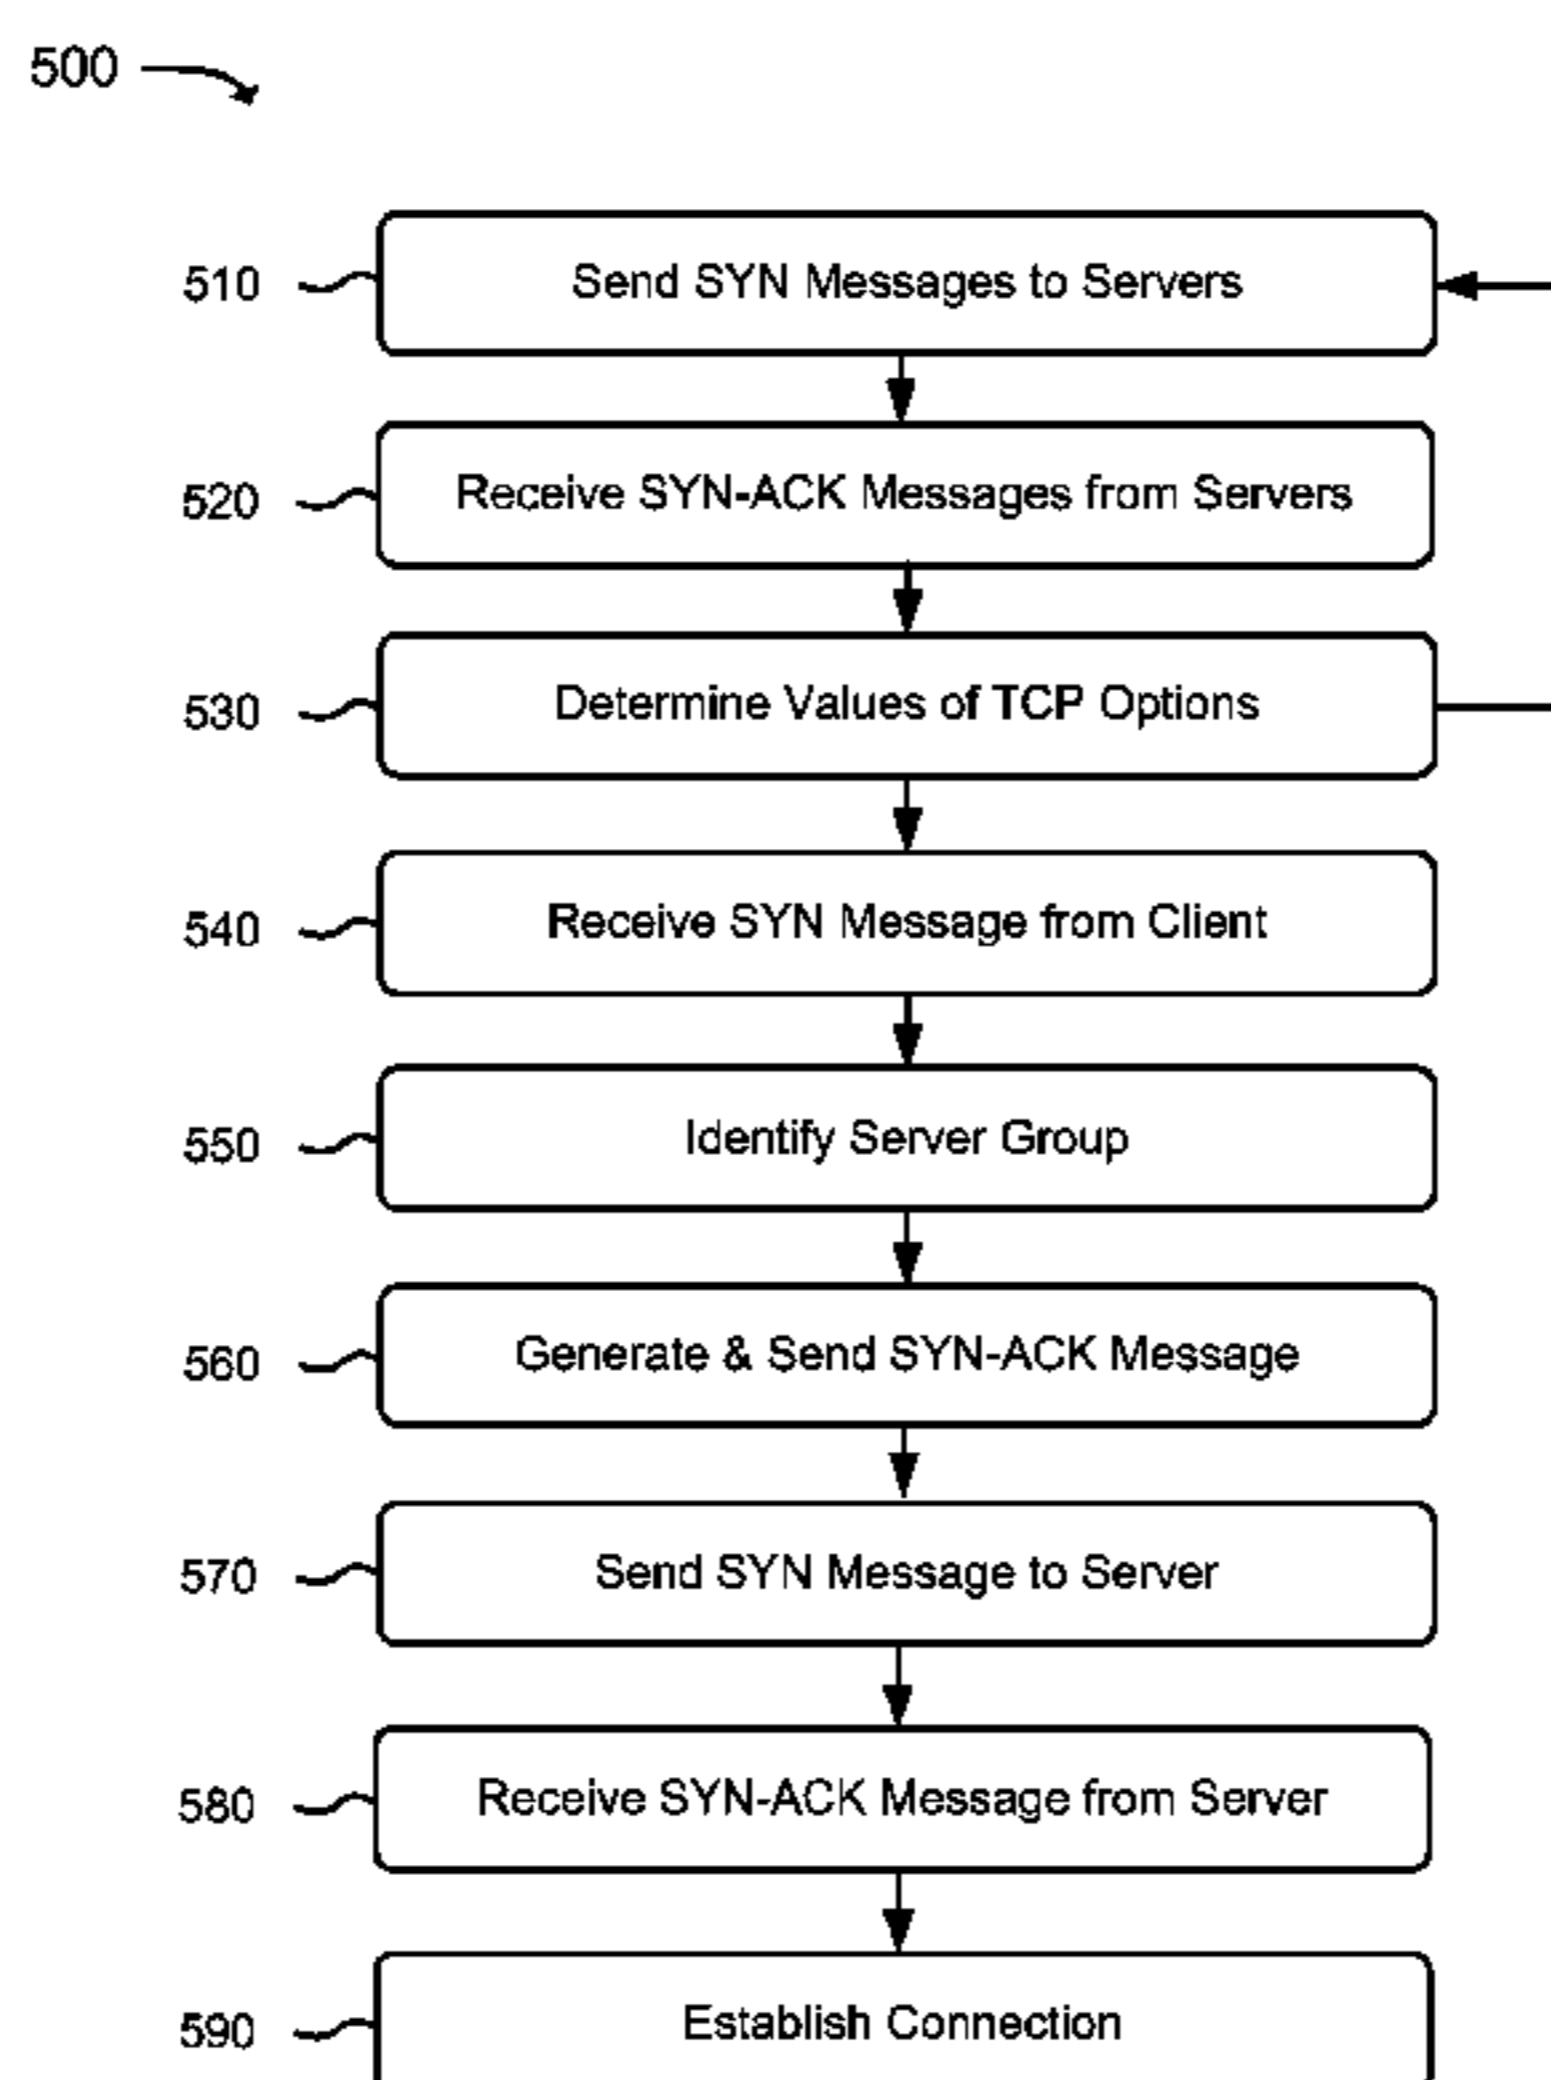 500
510 Send SYN Messages to Servers
520 Receive SYN-ACK Messages from Servers
530 Determine Values of TCP Options
540 Receive SYN Message from Client
550 Identify Server Group
560 Generate & Send SYN-ACK Message
570 Send SYN Message to Server
580 Receive SYN-ACK Message from Server
590 Establish Connection